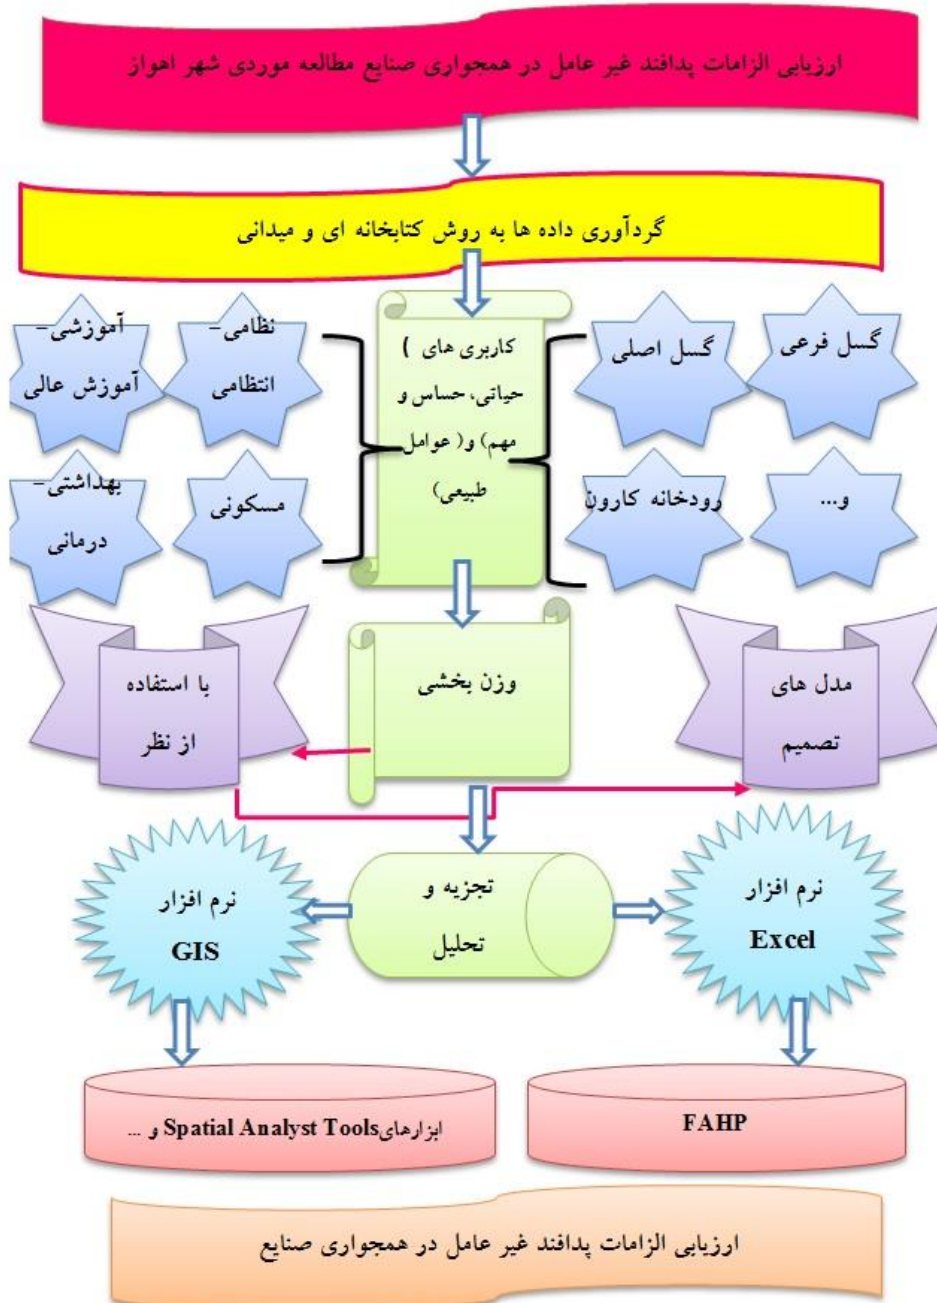 ارزیابی الزامات پدافند غیر عامل در همجواری صنایع مطالعه موردی شهر اهواز
گردآوری داده ها به روش کتابخانه ای و میدانی
گسل فرعی
گسل اصلی
و...
رودخانه کارون
کاربری های (
حیاتی، حساس و
مهم) و( عوامل
طبیعی)
نظامی-
انتظامی
آموزشی-
آموزش عالی
مسکونی
بهداشتی-
درمانی
مدل های
تصمیم
وزن بخشی
با استفاده
از نظر
نرم افزار
Excel
تجزیه و
تحلیل
نرم افزار
GIS
FAHP
ابزارهای Spatial Analyst Tools و ...
ارزیابی الزامات پدافند غیر عامل در همجواری صنایع